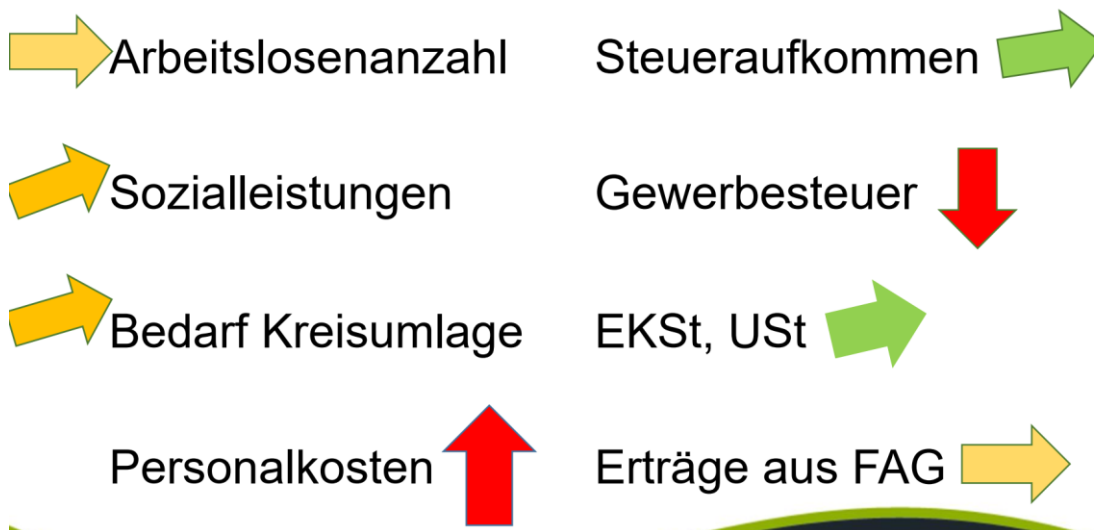 Arbeitslosenanzahl
Sozialleistungen
Bedarf Kreisumlage
Personalkosten
Steueraufkommen
Gewerbesteuer
EKSt, USt
Erträge aus FAG